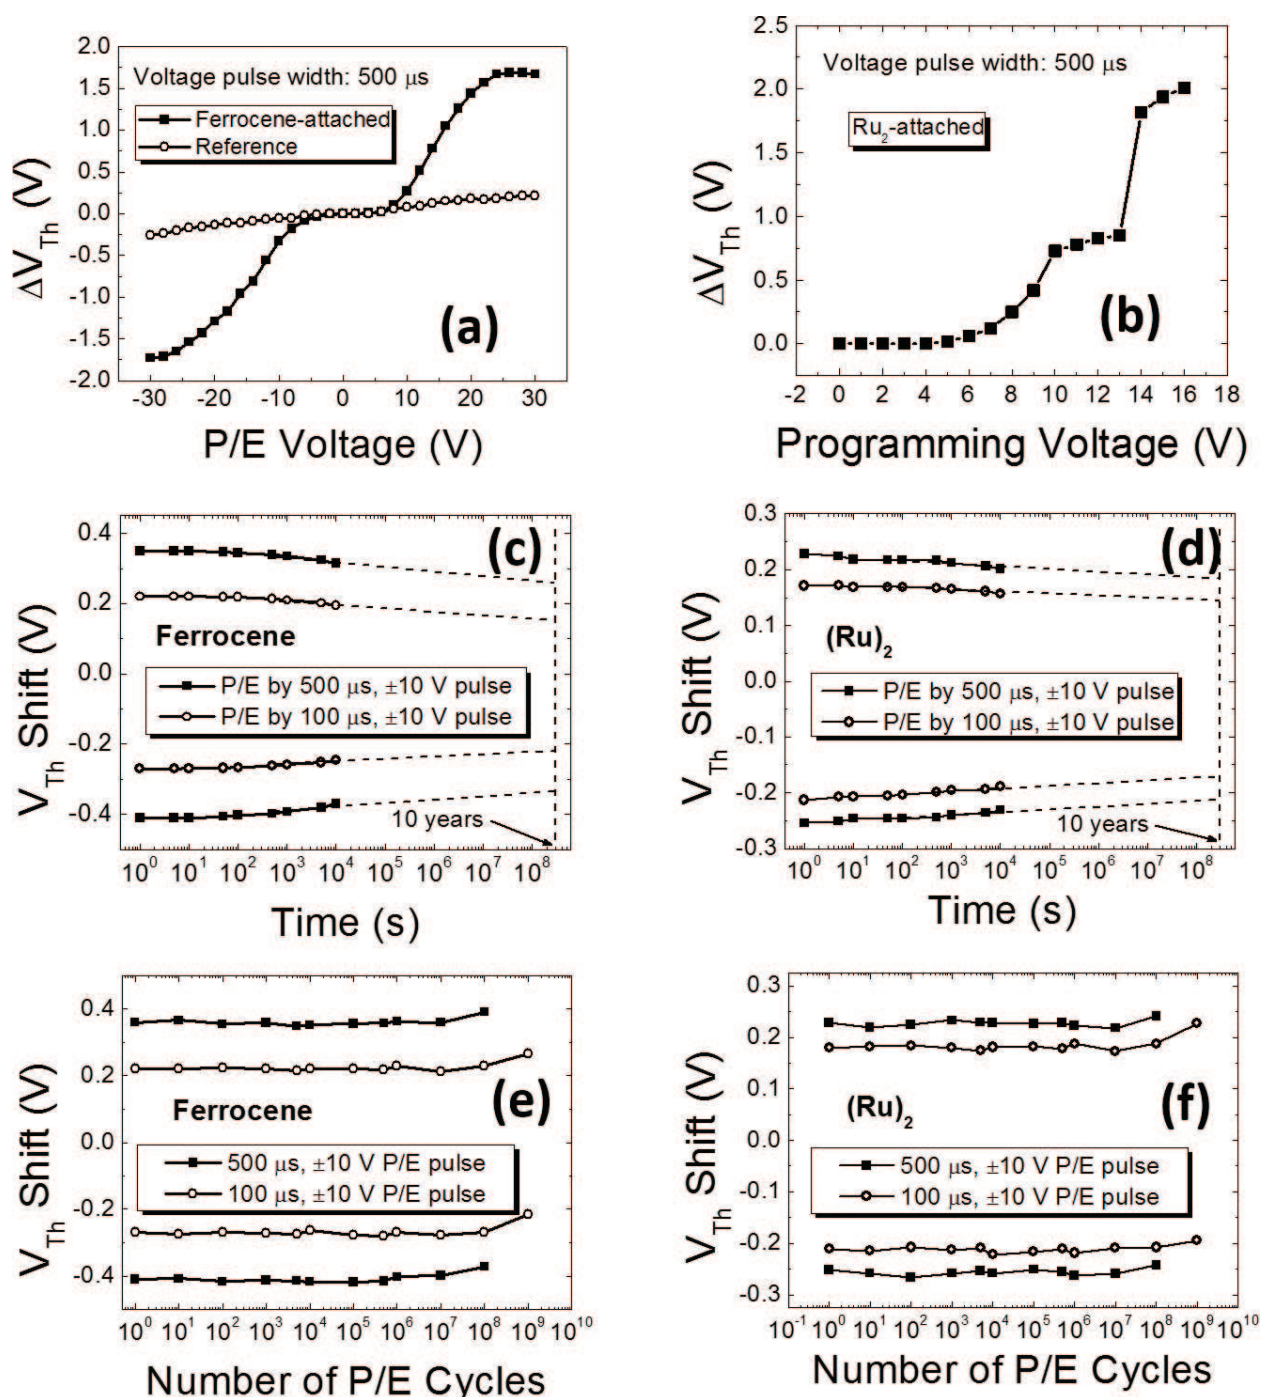 2.0
1.5
1.0
0.5
0.0
-0.5
-1.0
-1.5
-2.0
ΔV_Th (V)
Voltage pulse width: 500 μs
Ferrocene-attached
Reference
(a)
-30 -20 -10 0 10 20 30
P/E Voltage (V)
2.5
2.0
1.5
1.0
0.5
0.0
ΔV_Th (V)
Voltage pulse width: 500 μs
Ru₂-attached
(b)
-2 0 2 4 6 8 10 12 14 16 18
Programming Voltage (V)
0.4
0.2
0.0
-0.2
-0.4
V_Th Shift (V)
(c)
Ferrocene
P/E by 500 μs, ±10 V pulse
P/E by 100 μs, ±10 V pulse
10 years
10⁰ 10¹ 10² 10³ 10⁴ 10⁵ 10⁶ 10⁷ 10⁸
Time (s)
0.3
0.2
0.1
0.0
-0.1
-0.2
-0.3
V_Th Shift (V)
(d)
(Ru)₂
P/E by 500 μs, ±10 V pulse
P/E by 100 μs, ±10 V pulse
10 years
10⁰ 10¹ 10² 10³ 10⁴ 10⁵ 10⁶ 10⁷ 10⁸
Time (s)
0.4
0.2
0.0
-0.2
-0.4
V_Th Shift (V)
(e)
Ferrocene
500 μs, ±10 V P/E pulse
100 μs, ±10 V P/E pulse
10⁰ 10¹ 10² 10³ 10⁴ 10⁵ 10⁶ 10⁷ 10⁸ 10⁹ 10¹⁰
Number of P/E Cycles
0.3
0.2
0.1
0.0
-0.1
-0.2
-0.3
V_Th Shift (V)
(f)
(Ru)₂
500 μs, ±10 V P/E pulse
100 μs, ±10 V P/E pulse
10⁻¹ 10⁰ 10¹ 10² 10³ 10⁴ 10⁵ 10⁶ 10⁷ 10⁸ 10⁹ 10¹⁰
Number of P/E Cycles